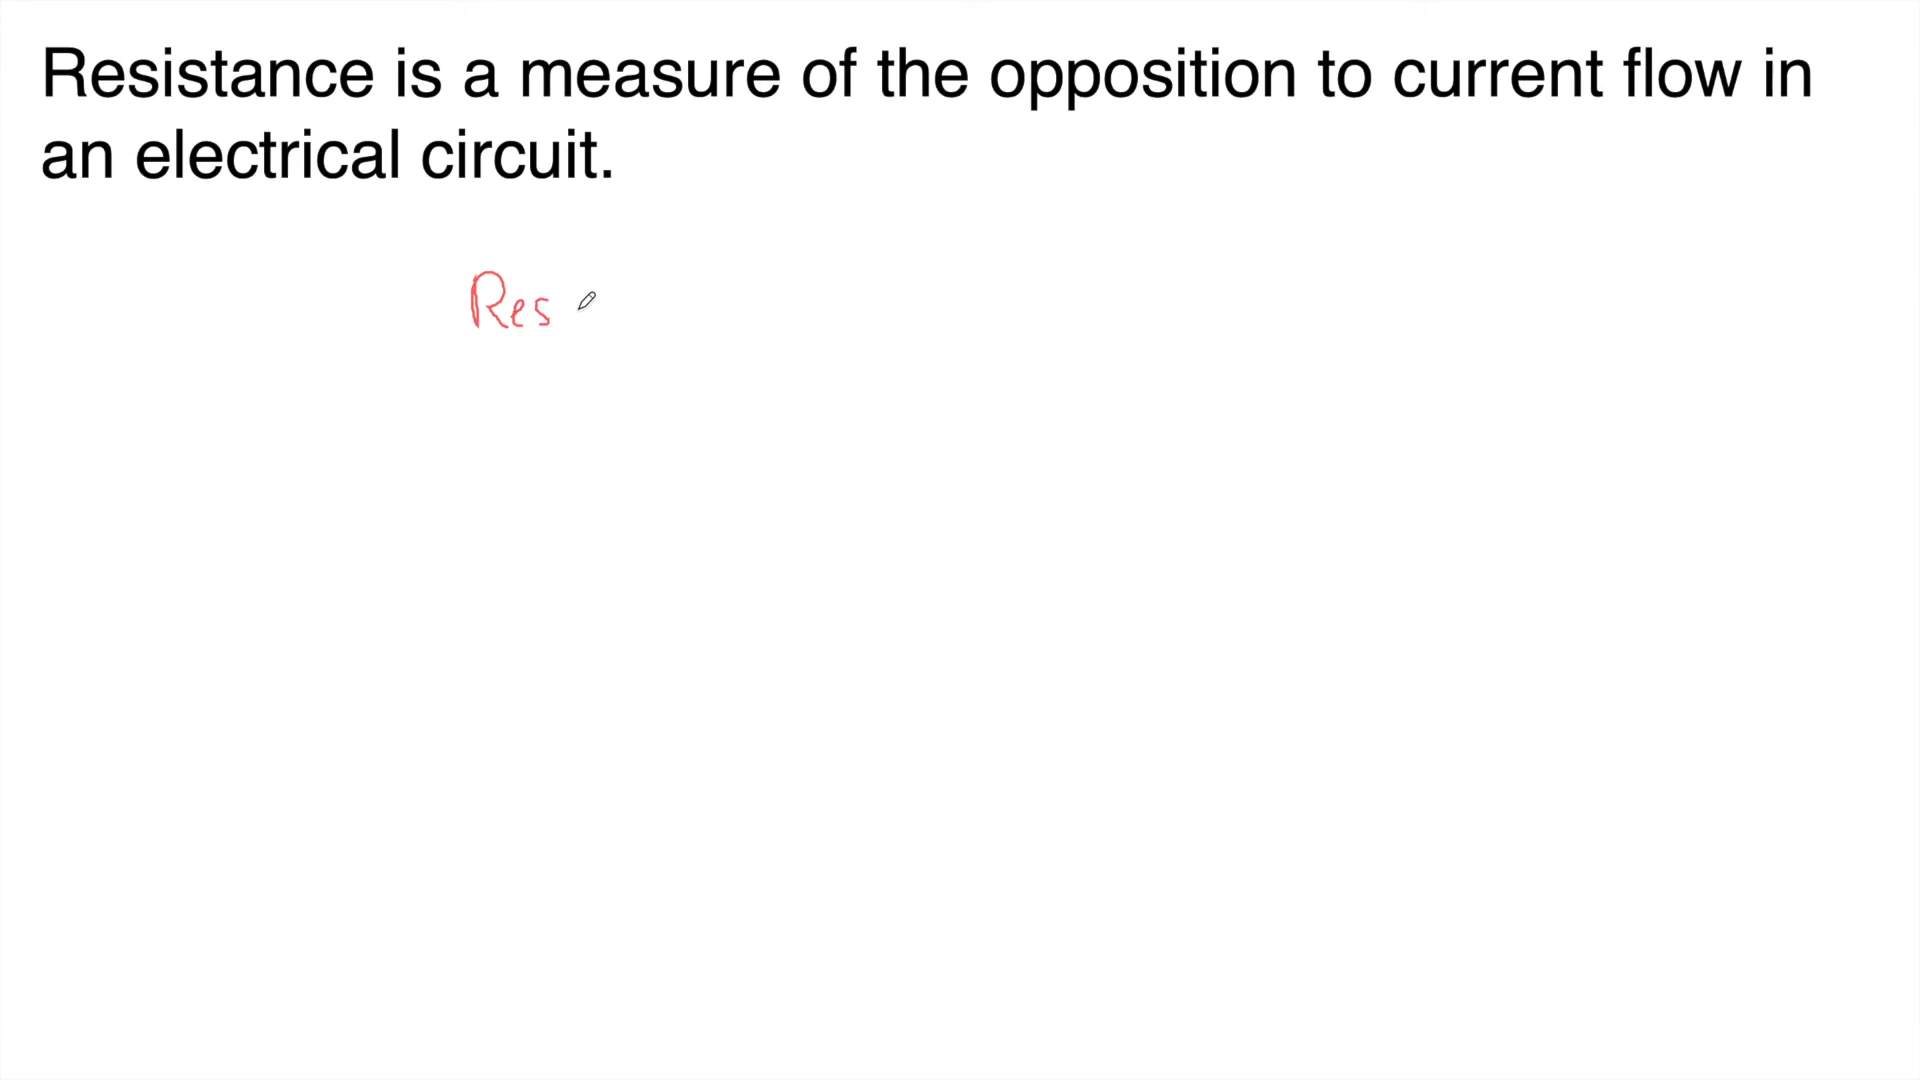 Resistance is a measure of the opposition to current flow in
an electrical circuit.
Res